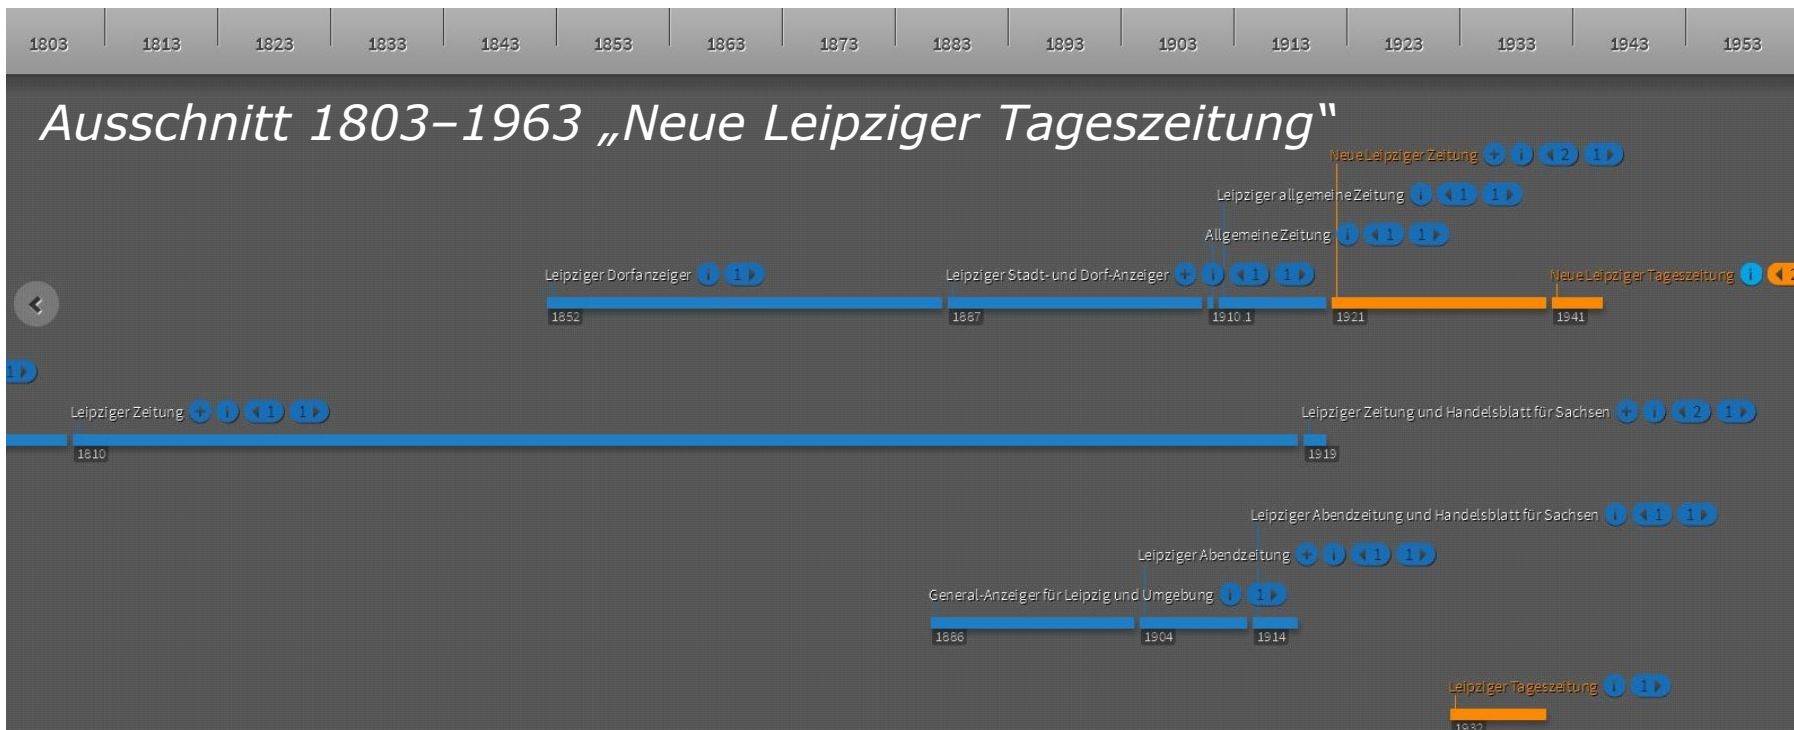 1803 1813 1823 1833 1843 1853 1863 1873 1883 1893 1903 1913 1923 1933 1943 1953
Ausschnitt 1803–1963 „Neue Leipziger Tageszeitung“
Neue Leipziger Zeitung + i 2 1
Leipziger allgemeine Zeitung i 1 1
Allgemeine Zeitung i 1 1
Leipziger Dorfanzeiger i 1 Leipziger Stadt- und Dorf-Anzeiger + i 1 1 Neue Leipziger Tageszeitung i 2
1852 1887 1910.1 1921 1941
1
Leipziger Zeitung + i 1 1 Leipziger Zeitung und Handelsblatt für Sachsen + i 2 1
1810 1919
Leipziger Abendzeitung und Handelsblatt für Sachsen i 1 1
Leipziger Abendzeitung + i 1 1
General-Anzeiger für Leipzig und Umgebung i 1
1886 1904 1914
Leipziger Tageszeitung i 1
1932